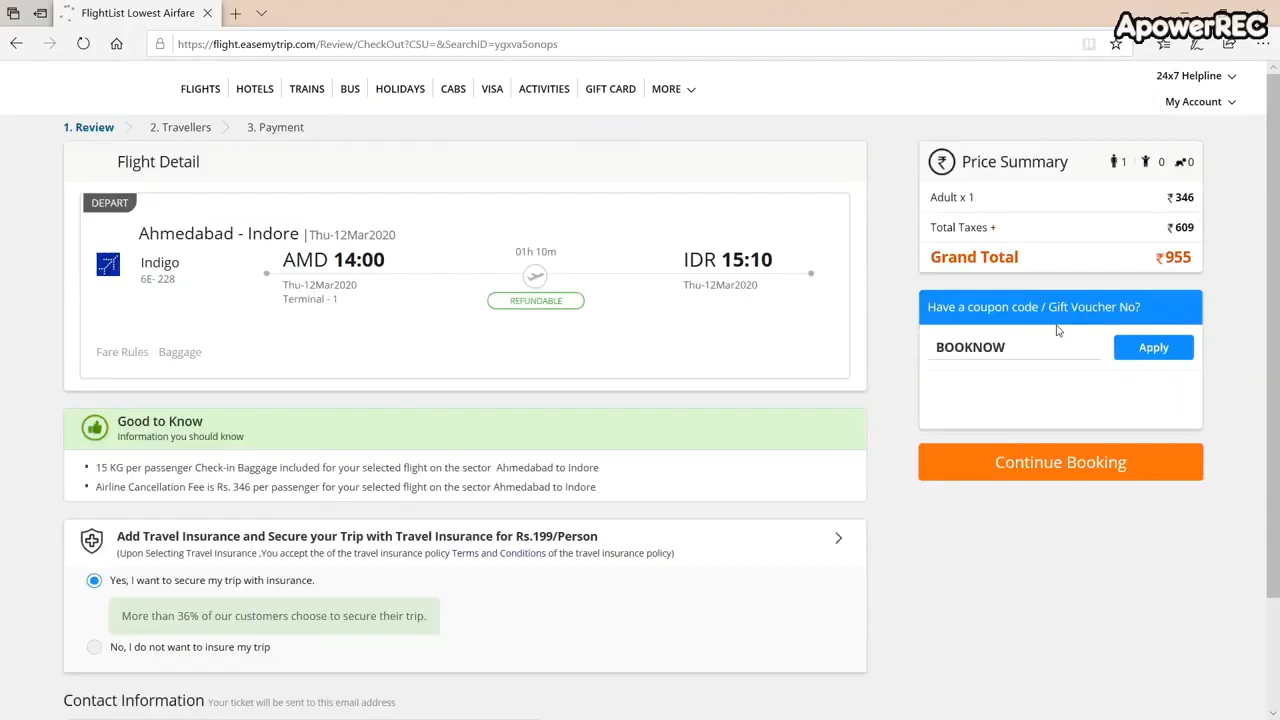 FlightList Lowest Airfare
ApowerREC
https://flight.easemytrip.com/Review/CheckOut?CSU=&SearchID=ygxva5onops
24x7 Helpline
FLIGHTS
HOTELS
TRAINS
BUS
HOLIDAYS
CABS
VISA
ACTIVITIES
GIFT CARD
MORE
My Account
1. Review
2. Travellers
3. Payment
Flight Detail
DEPART
Ahmedabad - Indore | Thu-12Mar2020
Indigo
6E- 228
AMD 14:00
Thu-12Mar2020
Terminal - 1
01h 10m
REFUNDABLE
IDR 15:10
Thu-12Mar2020
Fare Rules
Baggage
Good to Know
Information you should know
• 15 KG per passenger Check-in Baggage included for your selected flight on the sector Ahmedabad to Indore
• Airline Cancellation Fee is Rs. 346 per passenger for your selected flight on the sector Ahmedabad to Indore
Add Travel Insurance and Secure your Trip with Travel Insurance for Rs.199/Person
(Upon Selecting Travel Insurance ,You accept the of the travel insurance policy Terms and Conditions of the travel insurance policy)
Yes, I want to secure my trip with insurance.
More than 36% of our customers choose to secure their trip.
No, I do not want to insure my trip
Contact Information Your ticket will be sent to this email address
₹ Price Summary 1 0 0
Adult x 1 ₹ 346
Total Taxes + ₹ 609
Grand Total ₹955
Have a coupon code / Gift Voucher No?
BOOKNOW
Apply
Continue Booking